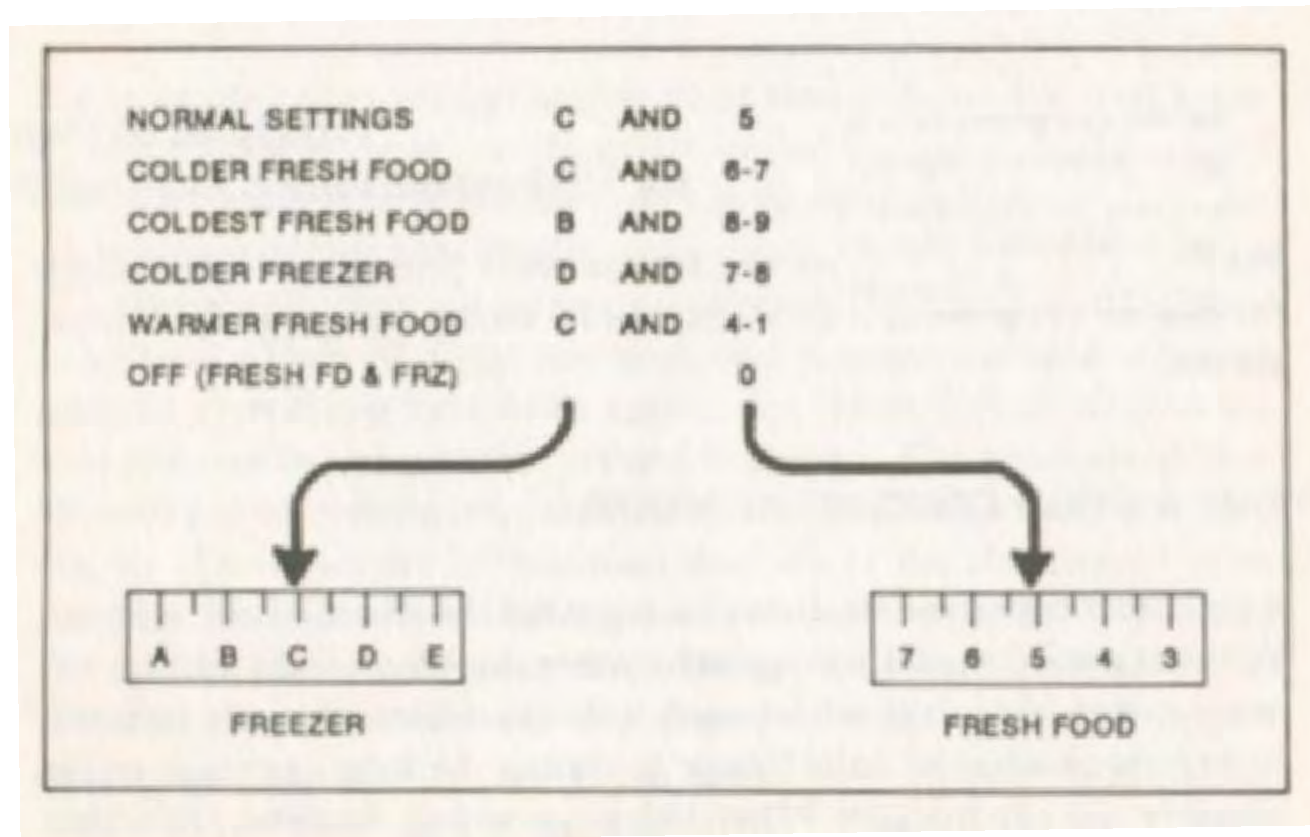 NORMAL SETTINGS C AND 5
COLDER FRESH FOOD C AND 6-7
COLDEST FRESH FOOD B AND 8-9
COLDER FREEZER D AND 7-8
WARMER FRESH FOOD C AND 4-1
OFF (FRESH FD & FRZ) 0
A B C D E
7 6 5 4 3
FREEZER
FRESH FOOD